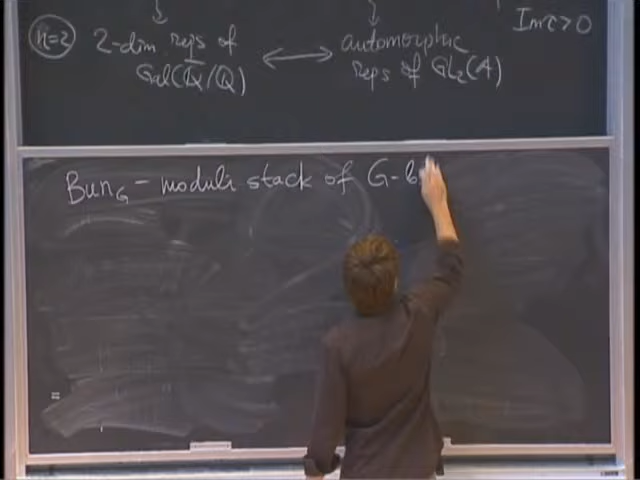 n=2 2-dim reps of ⟷ automorphic Im τ > 0
Gal(Q̄/Q) reps of GL₂(A)
Bun_G - moduli stack of G-b